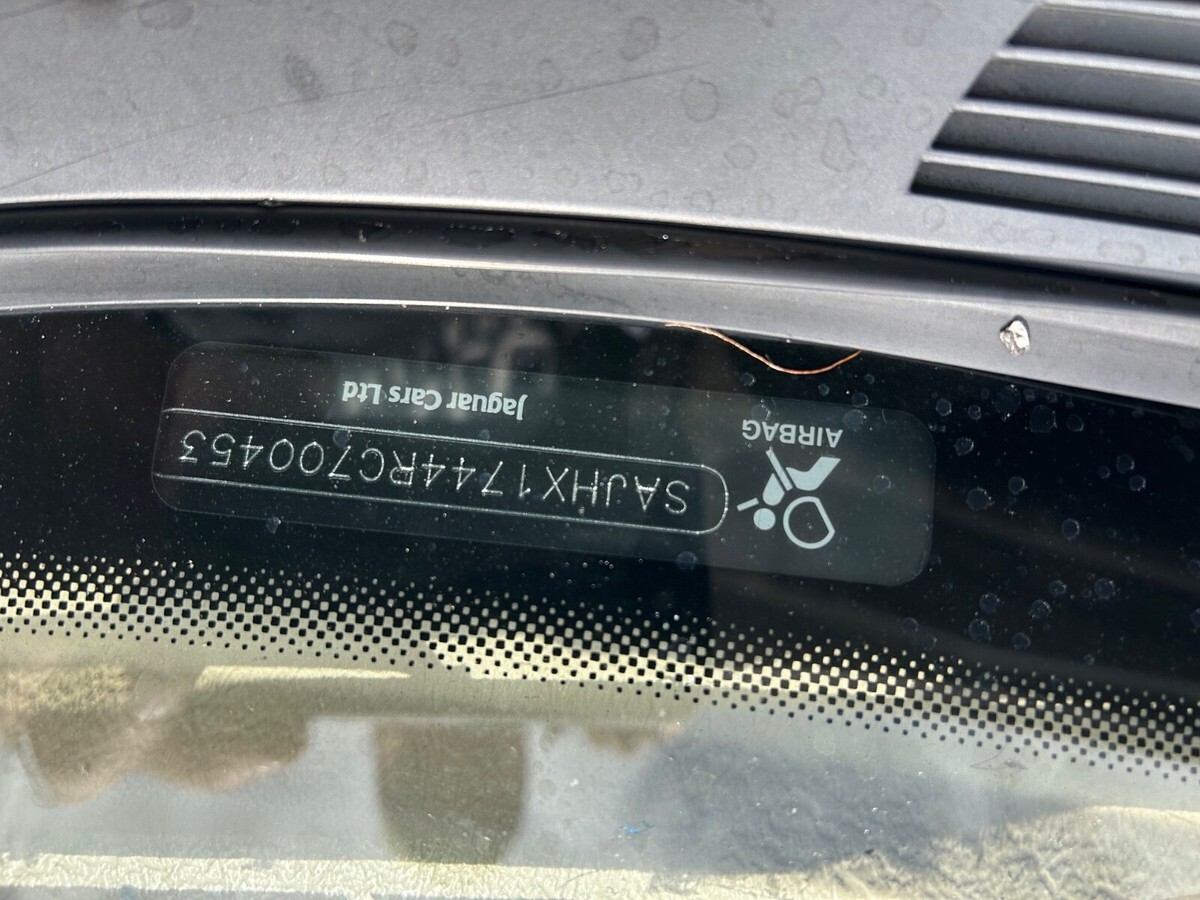 AIRBAG
Jaguar Cars Ltd
SAJHX1744RC700453